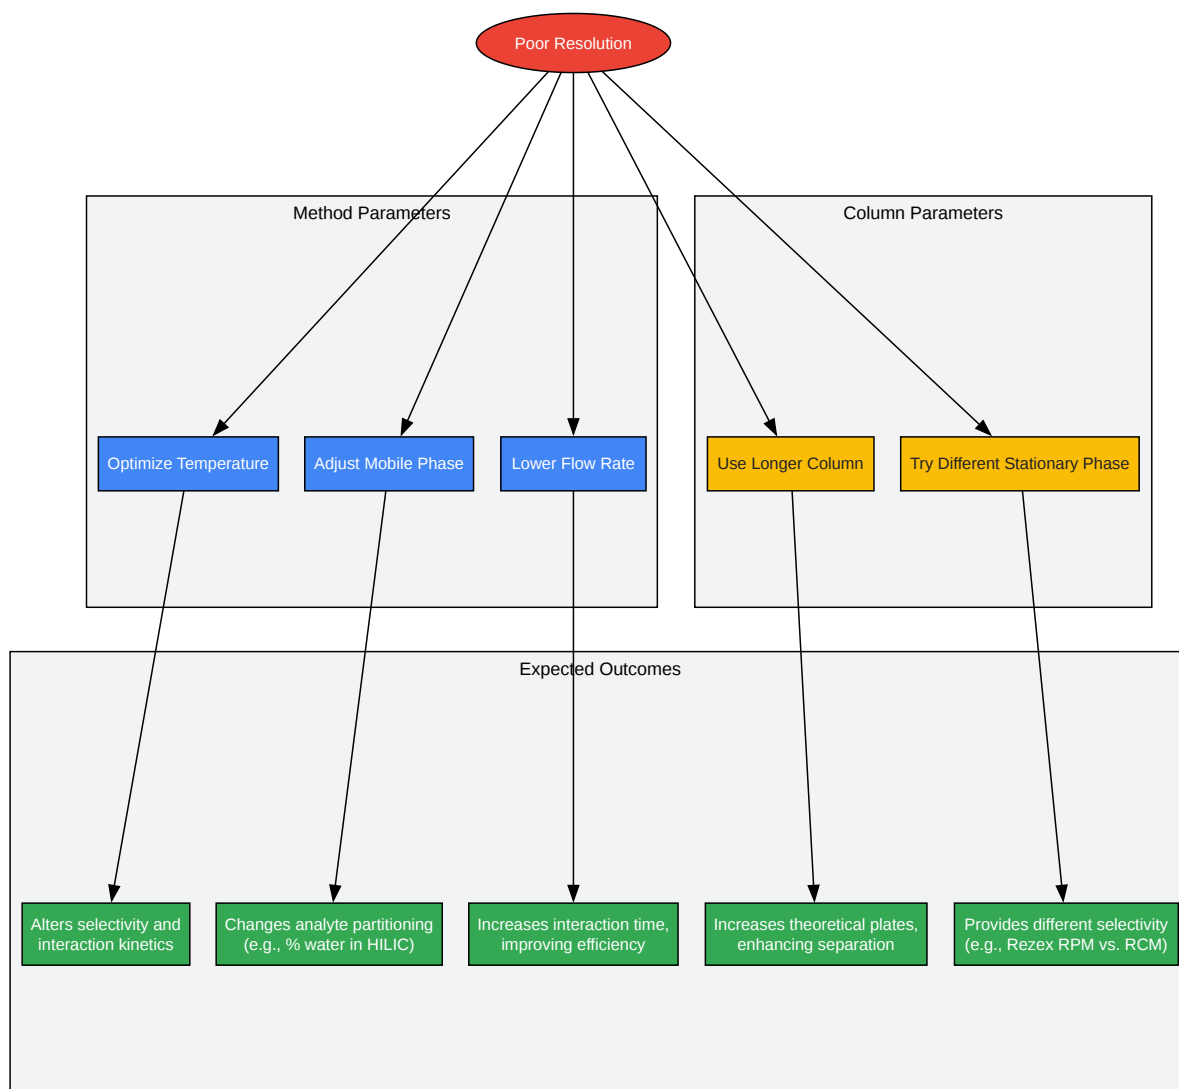 Poor Resolution
Method Parameters
Column Parameters
Optimize Temperature
Adjust Mobile Phase
Lower Flow Rate
Use Longer Column
Try Different Stationary Phase
Expected Outcomes
Alters selectivity and
interaction kinetics
Changes analyte partitioning
(e.g., % water in HILIC)
Increases interaction time,
improving efficiency
Increases theoretical plates,
enhancing separation
Provides different selectivity
(e.g., Rezex RPM vs. RCM)